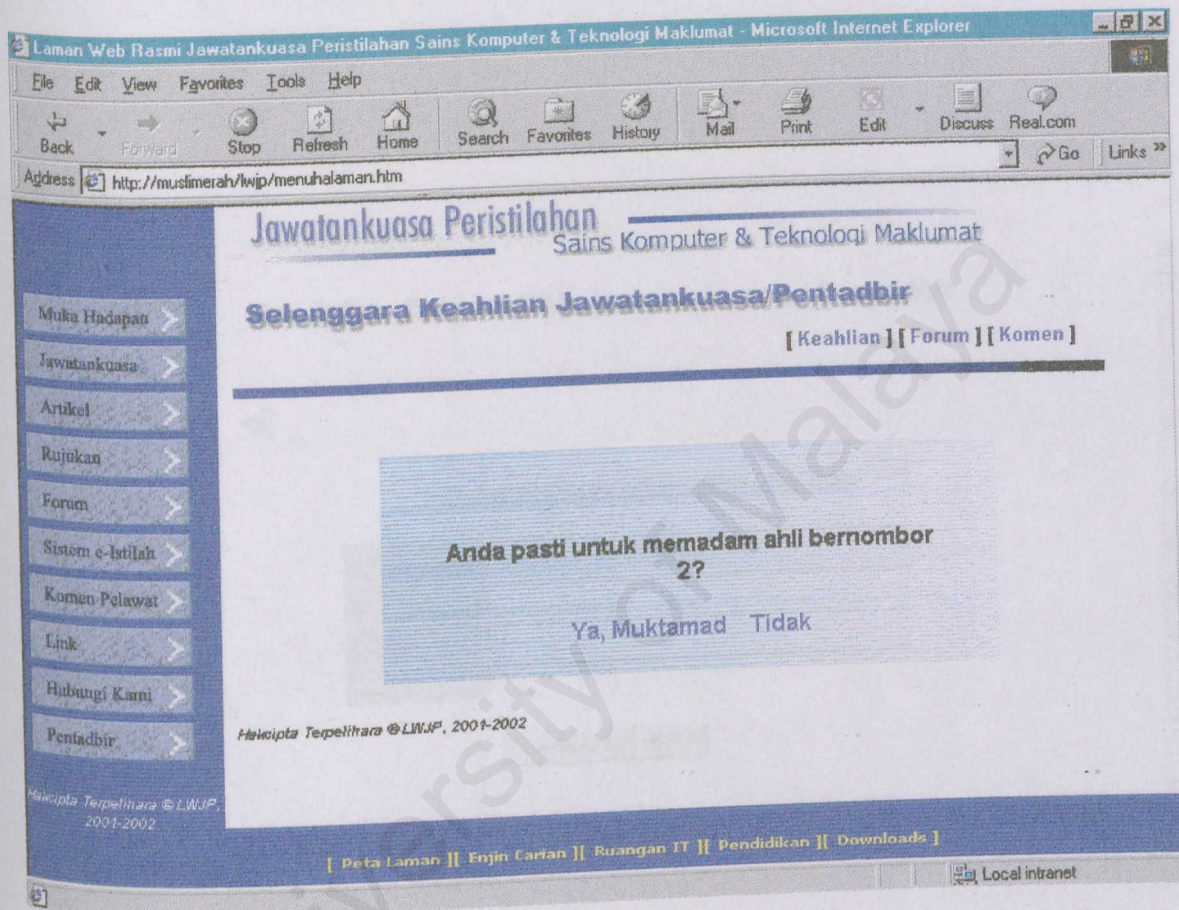 Laman Web Rasmi Jawatankuasa Peristilahan Sains Komputer & Teknologi Maklumat - Microsoft Internet Explorer
File Edit View Favorites Tools Help
Back Forward Stop Refresh Home Search Favorites History Mail Print Edit Discuss Real.com
Address http://muslimerah/lwjp/menuhalaman.htm Go Links »
Jawatankuasa Peristilahan
Sains Komputer & Teknologi Maklumat
Selenggara Keahlian Jawatankuasa/Pentadbir
[ Keahlian ] [ Forum ] [ Komen ]
Muka Hadapan
Jawatankuasa
Artikel
Rujukan
Forum
Sistem e-Istilah
Komen Pelawat
Link
Hubungi Kami
Pentadbir
Hakcipta Terpelihara © LWJP,
2001-2002
Anda pasti untuk memadam ahli bernombor
2?
Ya, Muktamad Tidak
Hakcipta Terpelihara © LWJP, 2001-2002
[ Peta Laman ][ Enjin Carian ][ Ruangan IT ][ Pendidikan ][ Downloads ]
Local intranet
University of Malaya